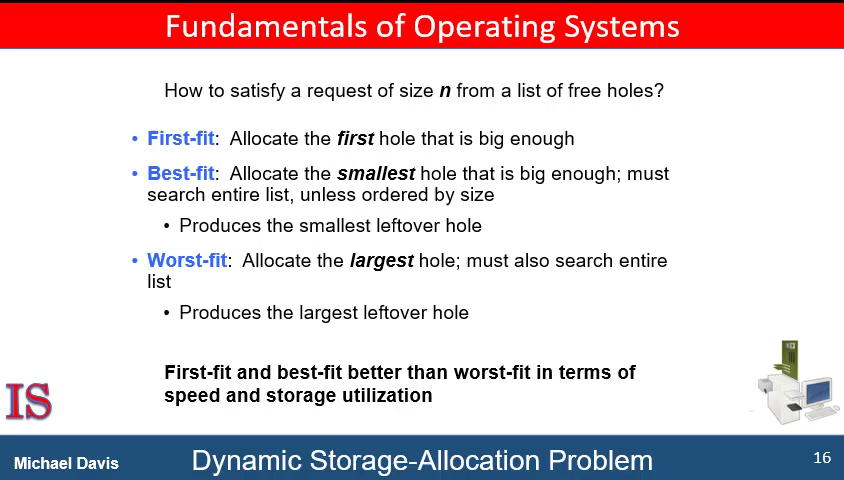 Fundamentals of Operating Systems
How to satisfy a request of size n from a list of free holes?
• First-fit: Allocate the first hole that is big enough
• Best-fit: Allocate the smallest hole that is big enough; must
search entire list, unless ordered by size
• Produces the smallest leftover hole
• Worst-fit: Allocate the largest hole; must also search entire
list
• Produces the largest leftover hole
First-fit and best-fit better than worst-fit in terms of
speed and storage utilization
IS
Michael Davis
Dynamic Storage-Allocation Problem
16